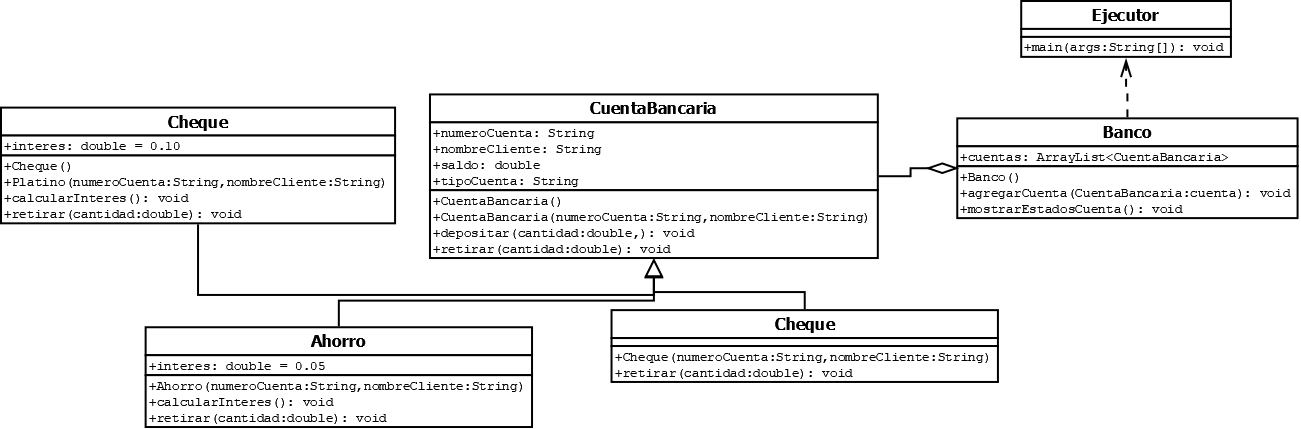 Ejecutor
+main(args:String[]): void
Cheque
+interes: double = 0.10
+Cheque()
+Platino(numeroCuenta:String,nombreCliente:String)
+calcularInteres(): void
+retirar(cantidad:double): void
CuentaBancaria
+numeroCuenta: String
+nombreCliente: String
+saldo: double
+tipoCuenta: String
+CuentaBancaria()
+CuentaBancaria(numeroCuenta:String,nombreCliente:String)
+depositar(cantidad:double,): void
+retirar(cantidad:double): void
Banco
+cuentas: ArrayList<CuentaBancaria>
+Banco()
+agregarCuenta(CuentaBancaria:cuenta): void
+mostrarEstadosCuenta(): void
Ahorro
+interes: double = 0.05
+Ahorro(numeroCuenta:String,nombreCliente:String)
+calcularInteres(): void
+retirar(cantidad:double): void
Cheque
+Cheque(numeroCuenta:String,nombreCliente:String)
+retirar(cantidad:double): void